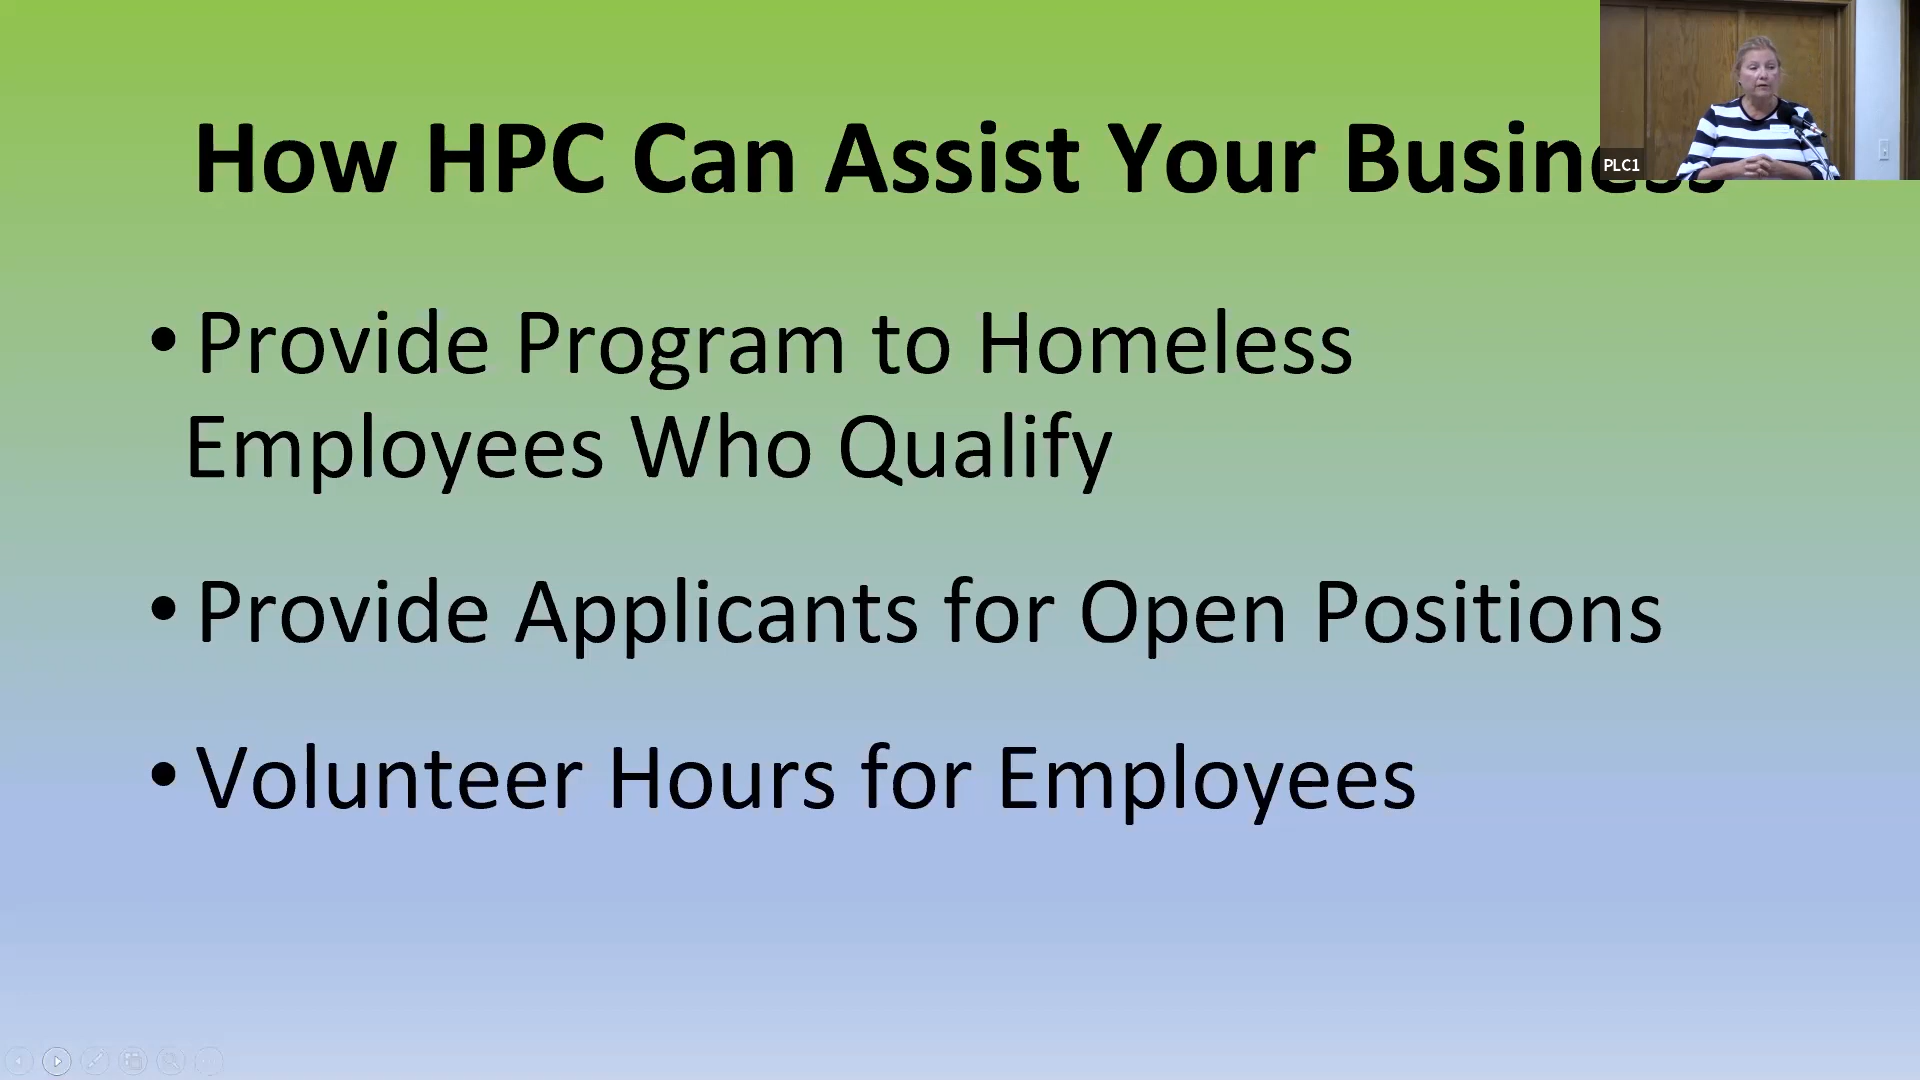 How HPC Can Assist Your Business
PLC1
• Provide Program to Homeless
Employees Who Qualify
• Provide Applicants for Open Positions
• Volunteer Hours for Employees